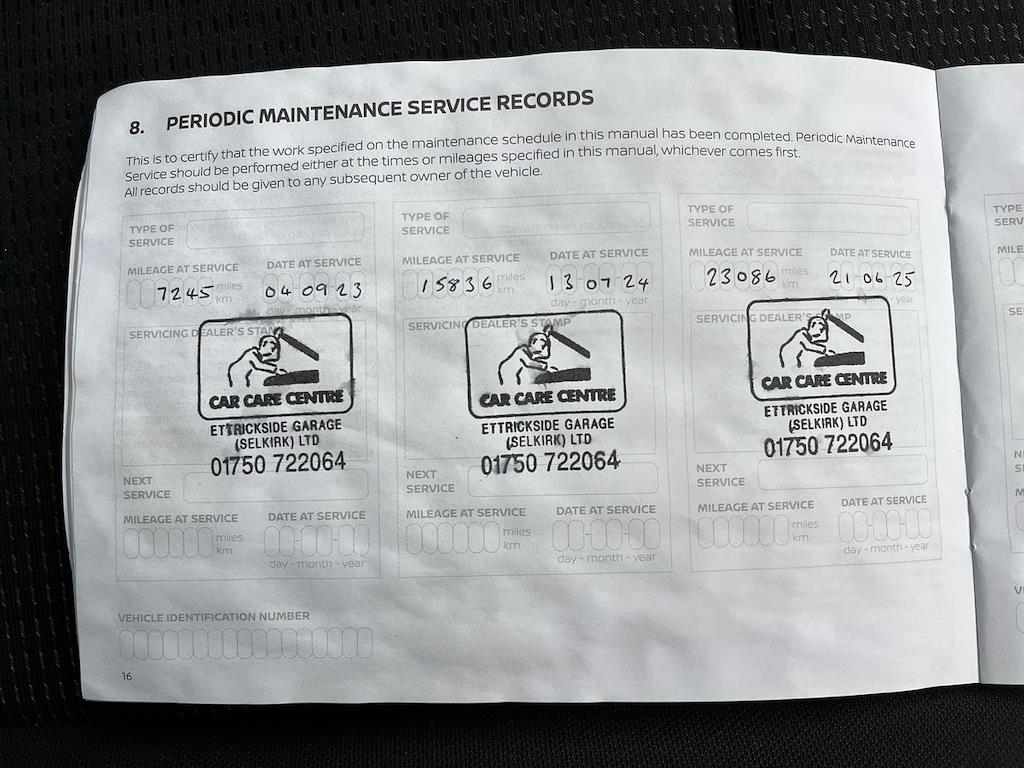 8. PERIODIC MAINTENANCE SERVICE RECORDS
This is to certify that the work specified on the maintenance schedule in this manual has been completed. Periodic Maintenance
Service should be performed either at the times or mileages specified in this manual, whichever comes first.
All records should be given to any subsequent owner of the vehicle.
TYPE OF
SERVICE
MILEAGE AT SERVICE DATE AT SERVICE
7245 miles
km
04 09 23
day - month - year
SERVICING DEALER'S STAMP
CAR CARE CENTRE
ETTRICKSIDE GARAGE
(SELKIRK) LTD
01750 722064
NEXT
SERVICE
MILEAGE AT SERVICE DATE AT SERVICE
miles
km
day - month - year
TYPE OF
SERVICE
MILEAGE AT SERVICE DATE AT SERVICE
15836 miles
km
13 07 24
day - month - year
SERVICING DEALER'S STAMP
CAR CARE CENTRE
ETTRICKSIDE GARAGE
(SELKIRK) LTD
01750 722064
NEXT
SERVICE
MILEAGE AT SERVICE DATE AT SERVICE
miles
km
day - month - year
TYPE OF
SERVICE
MILEAGE AT SERVICE DATE AT SERVICE
23086 miles
km
21 06 25
year
SERVICING DEALER'S STAMP
CAR CARE CENTRE
ETTRICKSIDE GARAGE
(SELKIRK) LTD
01750 722064
NEXT
SERVICE
MILEAGE AT SERVICE DATE AT SERVICE
miles
km
day - month - year
VEHICLE IDENTIFICATION NUMBER
16
TYPE